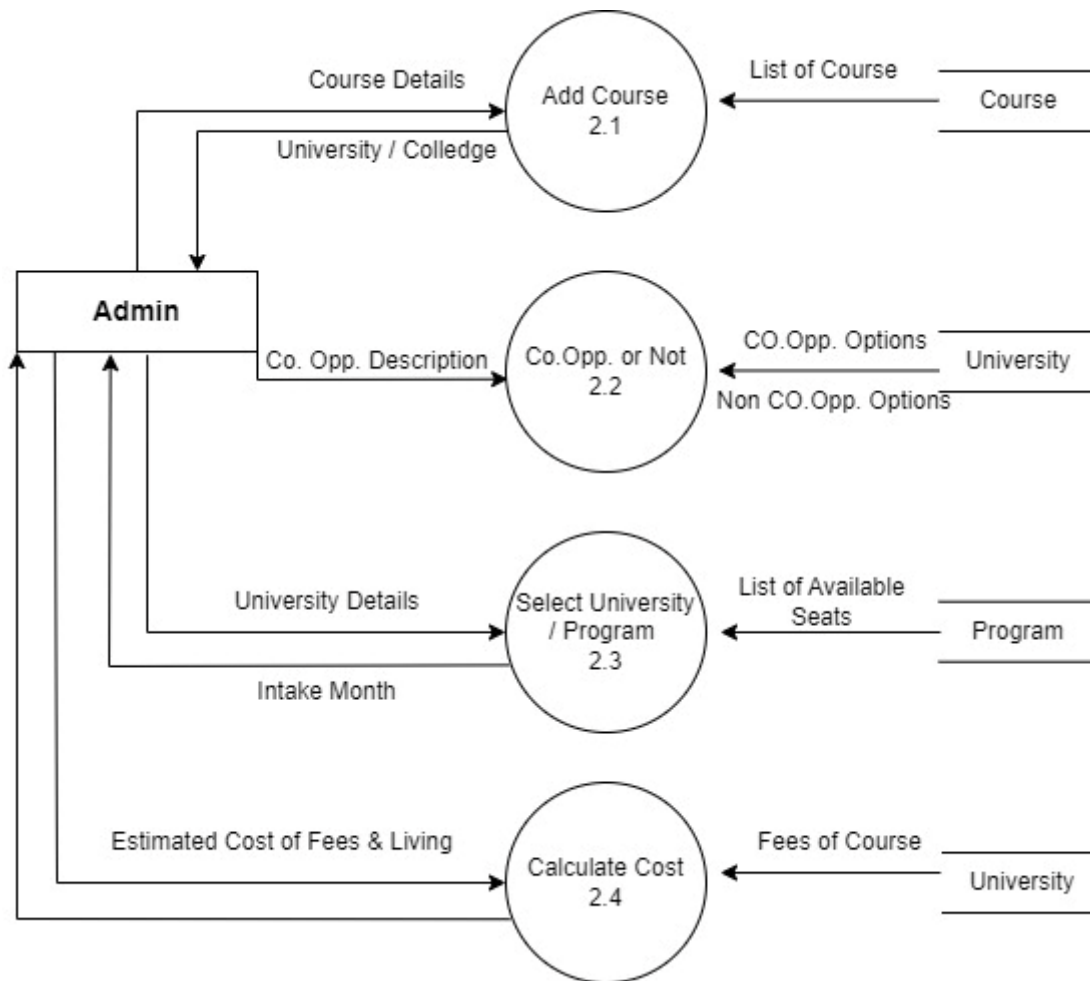 Course Details
University / Colledge
Add Course
2.1
List of Course
Course
Admin
Co. Opp. Description
Co.Opp. or Not
2.2
CO.Opp. Options
Non CO.Opp. Options
University
University Details
Intake Month
Select University
/ Program
2.3
List of Available
Seats
Program
Estimated Cost of Fees & Living
Calculate Cost
2.4
Fees of Course
University